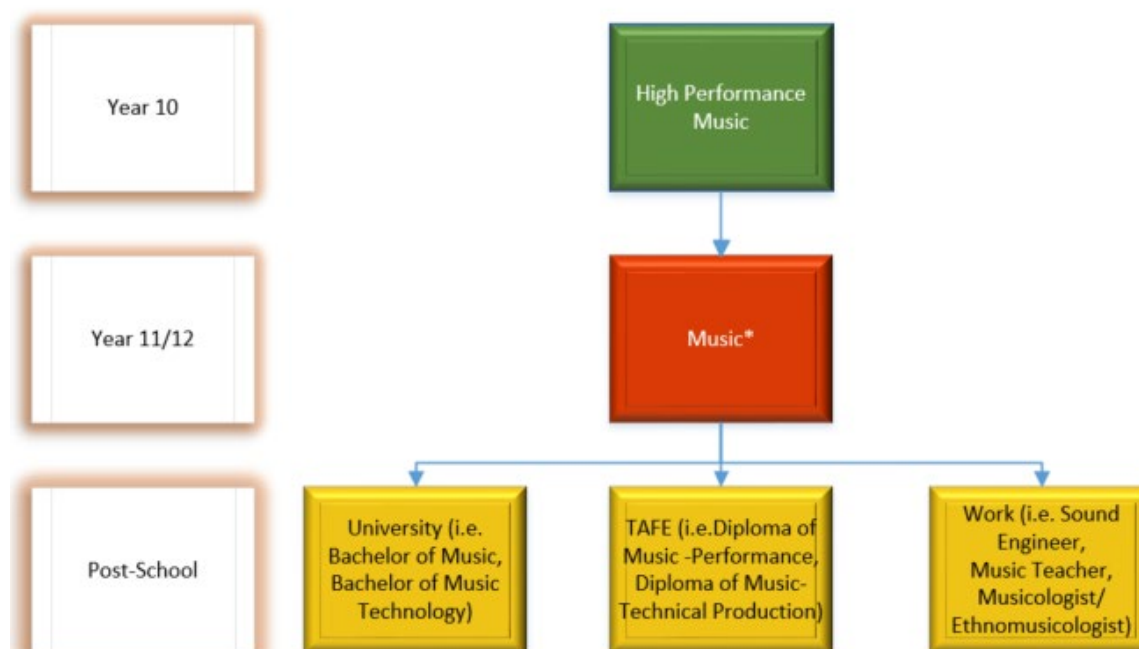 Year 10
High Performance
Music
Year 11/12
Music*
Post-School
University (i.e.
Bachelor of Music,
Bachelor of Music
Technology)
TAFE (i.e.Diploma of
Music -Performance,
Diploma of Music-
Technical Production)
Work (i.e. Sound
Engineer,
Music Teacher,
Musicologist/
Ethnomusicologist)